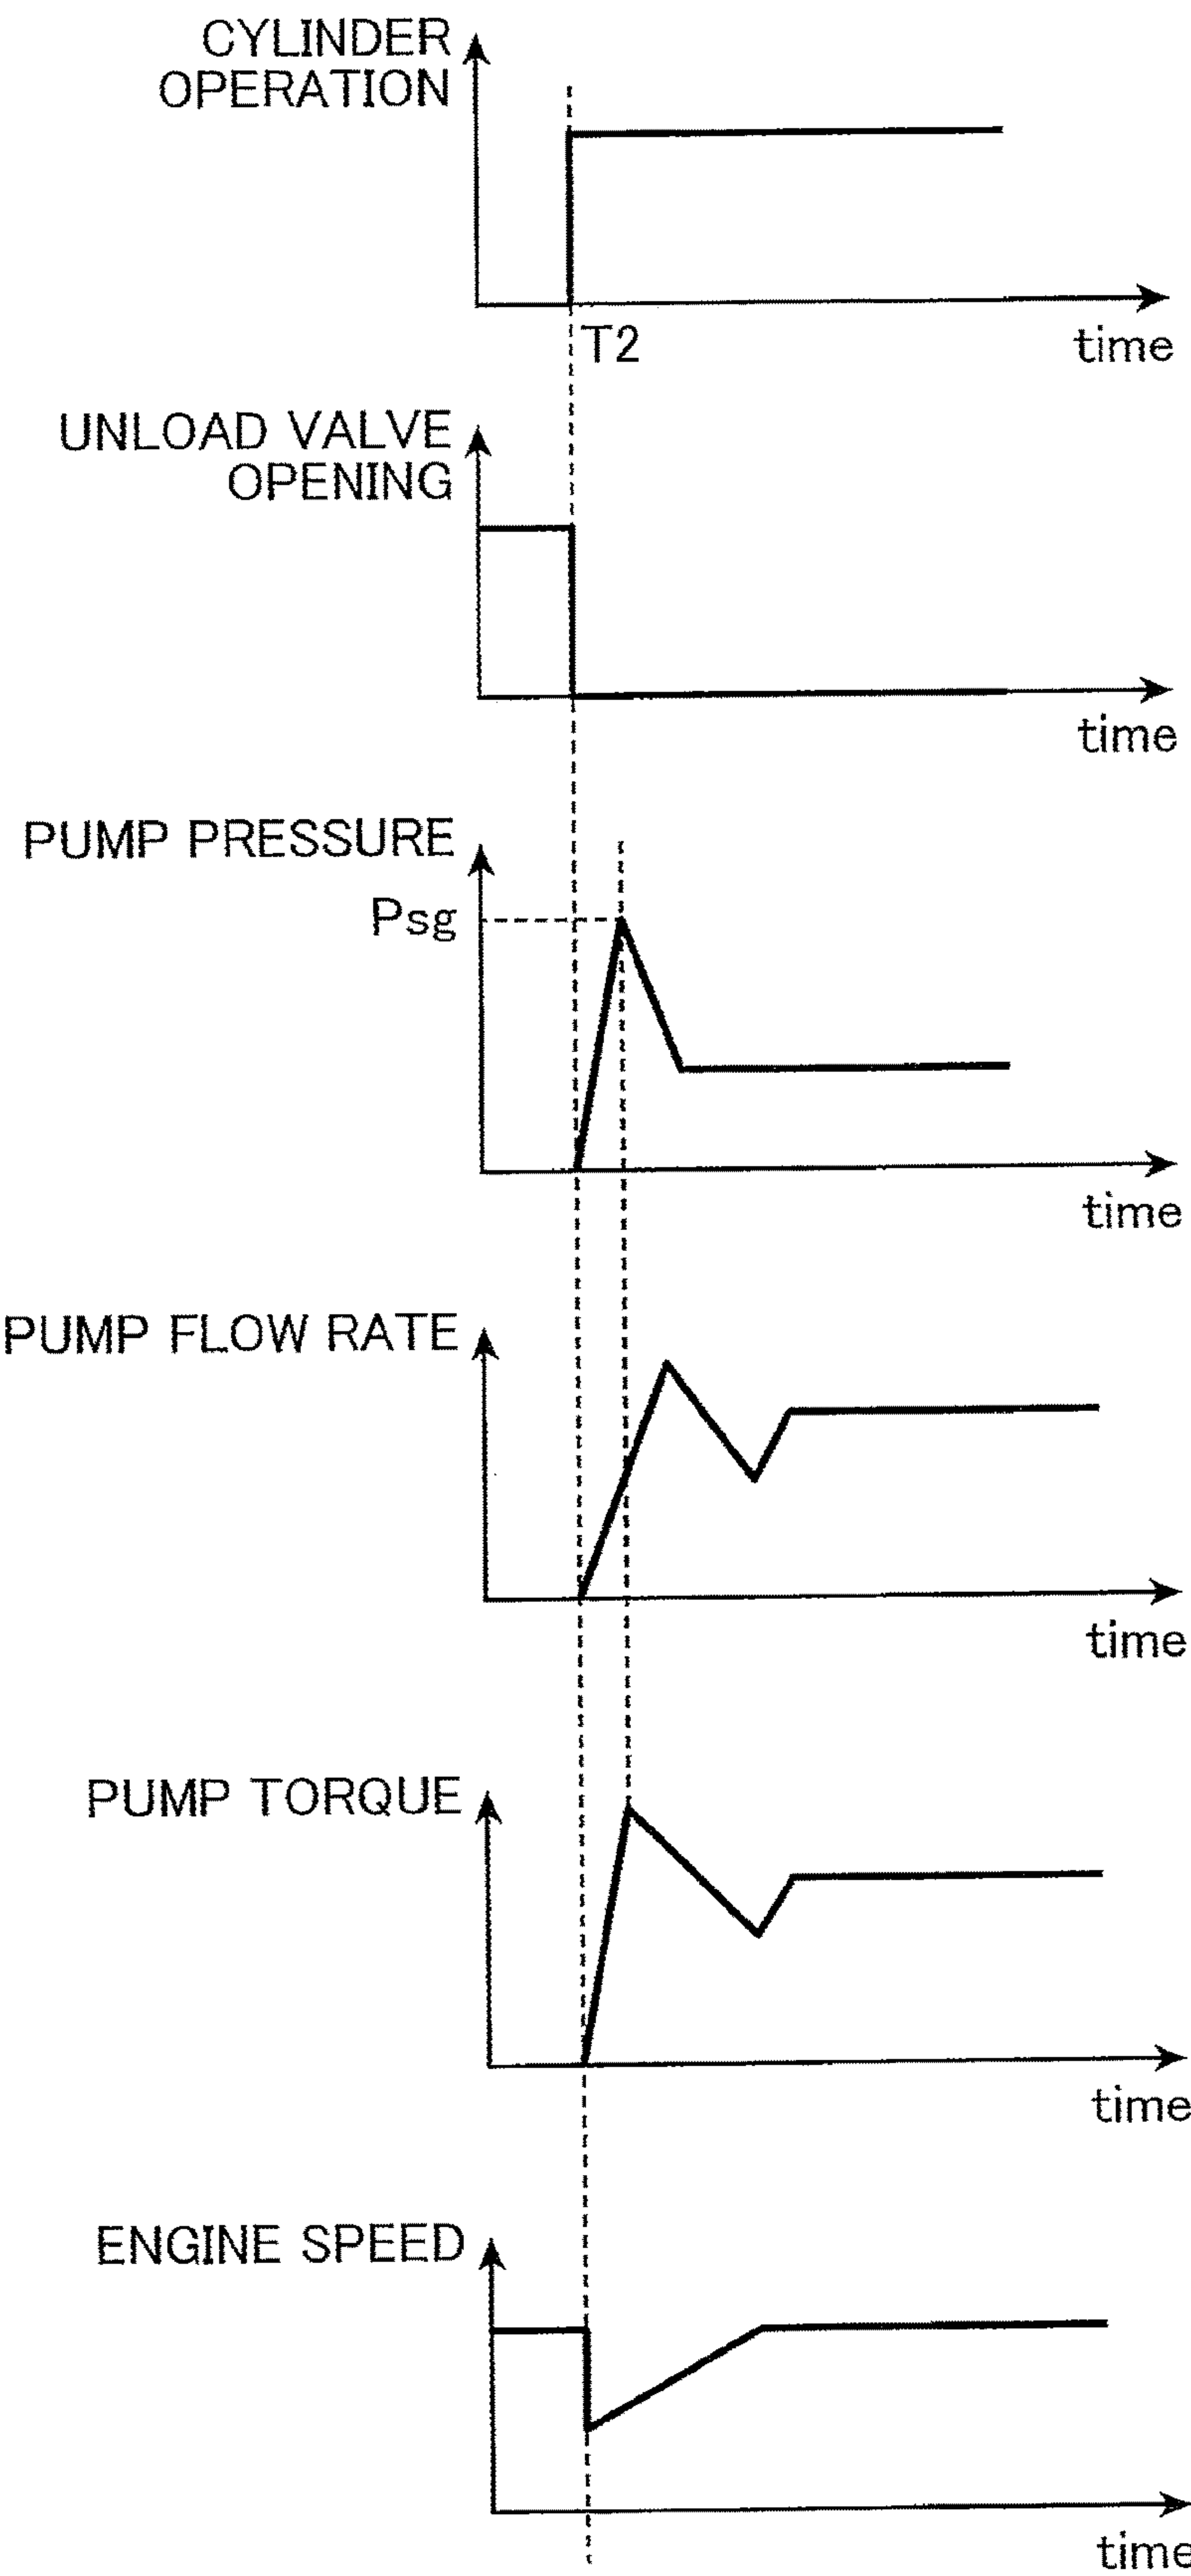 CYLINDER
OPERATION
T2
time
UNLOAD VALVE
OPENING
time
PUMP PRESSURE
Psg
time
PUMP FLOW RATE
time
PUMP TORQUE
time
ENGINE SPEED
time